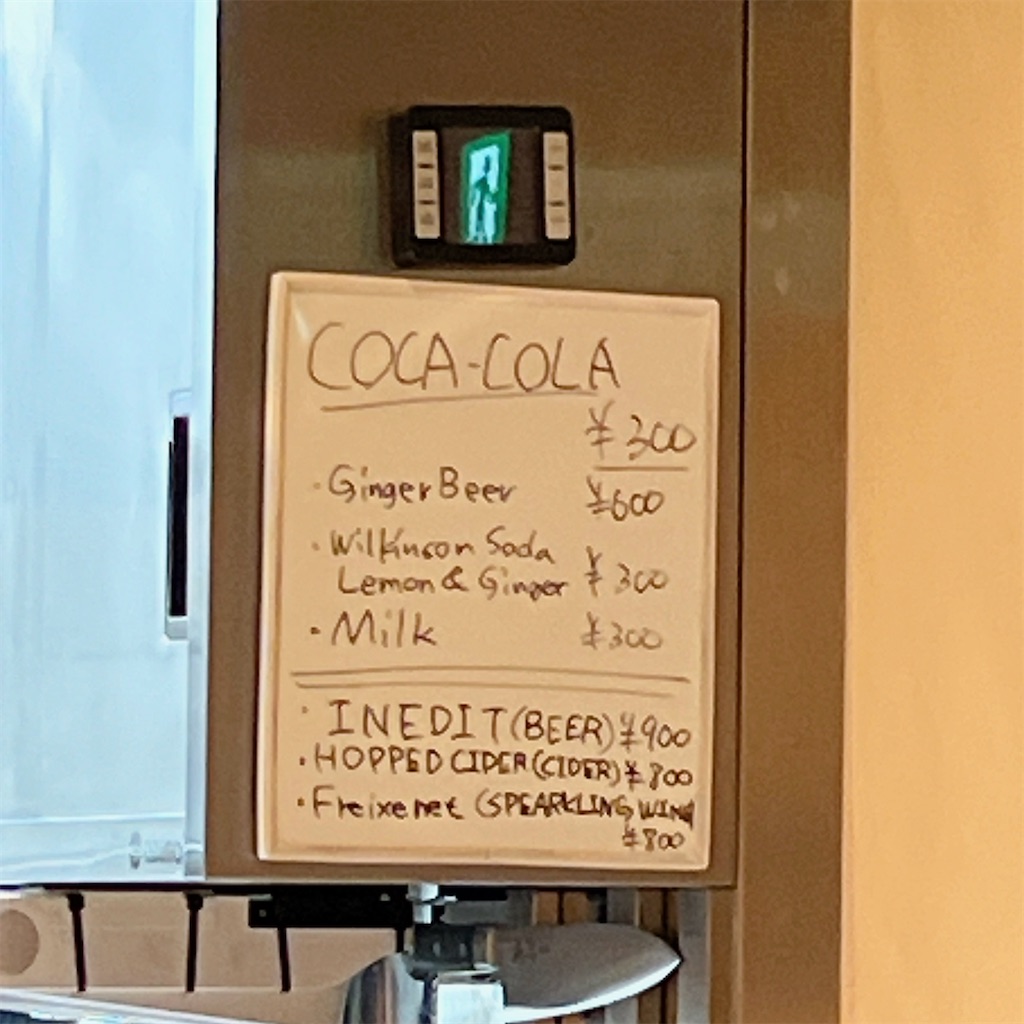 COCA-COLA
¥300
· Ginger Beer ¥600
· Wilkinson Soda
Lemon & Ginger ¥300
· Milk ¥300
· INEDIT (BEER) ¥900
· HOPPED CIDER (CIDER) ¥800
· Freixenet (SPEARKLING WINE
¥800